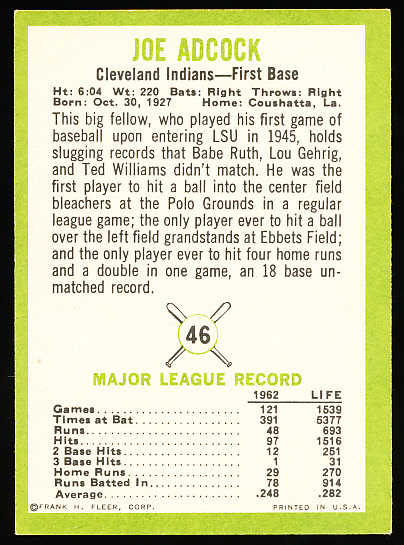 JOE ADCOCK
Cleveland Indians—First Base
Ht: 6:04 Wt: 220 Bats: Right Throws: Right
Born: Oct. 30, 1927 Home: Coushatta, La.
This big fellow, who played his first game of
baseball upon entering LSU in 1945, holds
slugging records that Babe Ruth, Lou Gehrig,
and Ted Williams didn't match. He was the
first player to hit a ball into the center field
bleachers at the Polo Grounds in a regular
league game; the only player ever to hit a ball
over the left field grandstands at Ebbets Field;
and the only player ever to hit four home runs
and a double in one game, an 18 base un-
matched record.
46
MAJOR LEAGUE RECORD
1962 LIFE
Games 121 1539
Times at Bat 391 5377
Runs 48 693
Hits 97 1516
2 Base Hits 12 251
3 Base Hits 1 31
Home Runs 29 270
Runs Batted In 78 914
Average .248 .282
©FRANK H. FLEER, CORP. PRINTED IN U.S.A.